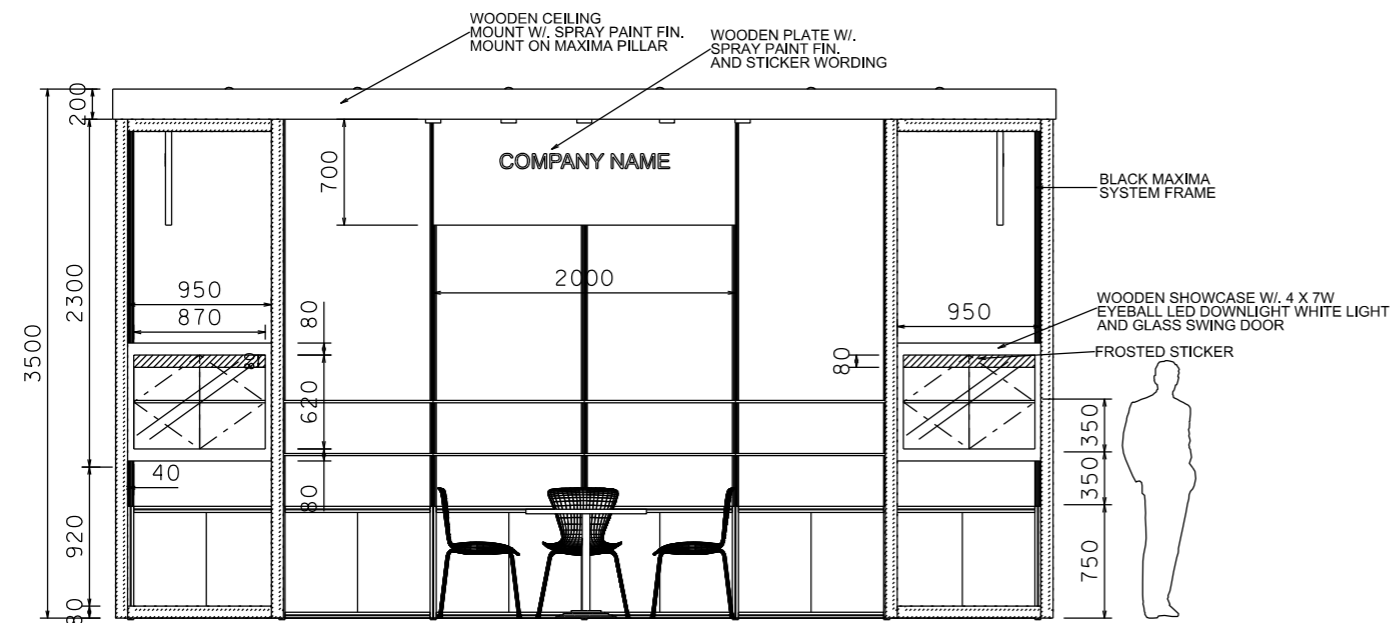 WOODEN CEILING
MOUNT W/. SPRAY PAINT FIN.
MOUNT ON MAXIMA PILLAR
WOODEN PLATE W/.
SPRAY PAINT FIN.
AND STICKER WORDING
200
700
COMPANY NAME
BLACK MAXIMA
SYSTEM FRAME
2300
3500
950
870
80
2000
950
WOODEN SHOWCASE W/. 4 X 7W
EYEBALL LED DOWNLIGHT WHITE LIGHT
AND GLASS SWING DOOR
FROSTED STICKER
80
80
620
350
350
40
80
920
750
80